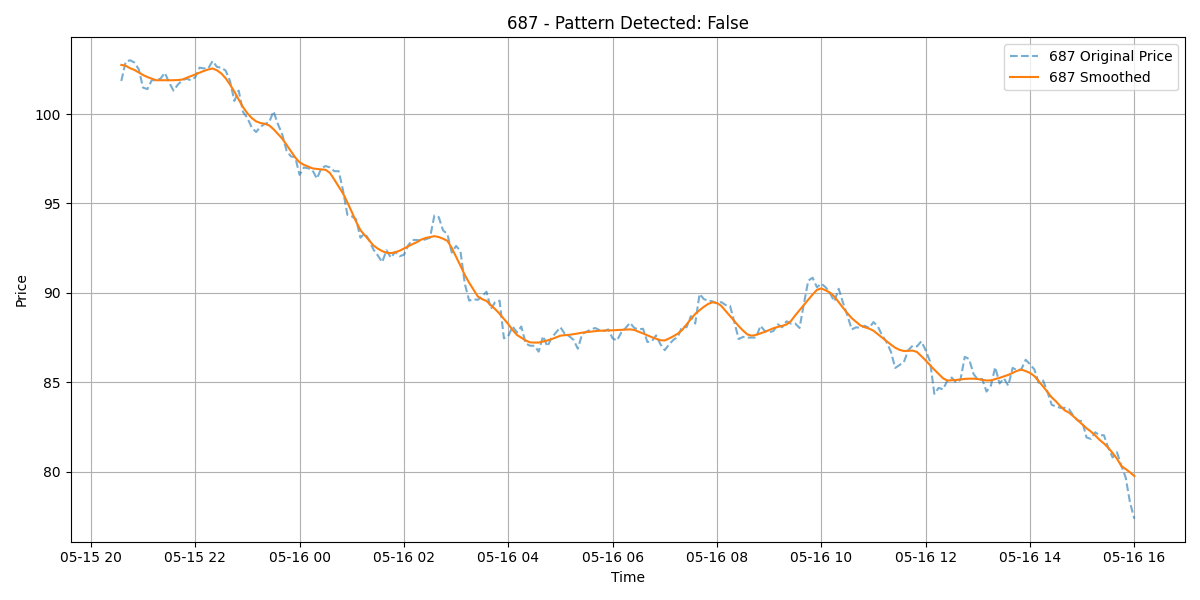 687 - Pattern Detected: False
687 Original Price
687 Smoothed
Price
100
95
90
85
80
05-15 20 05-15 22 05-16 00 05-16 02 05-16 04 05-16 06 05-16 08 05-16 10 05-16 12 05-16 14 05-16 16
Time